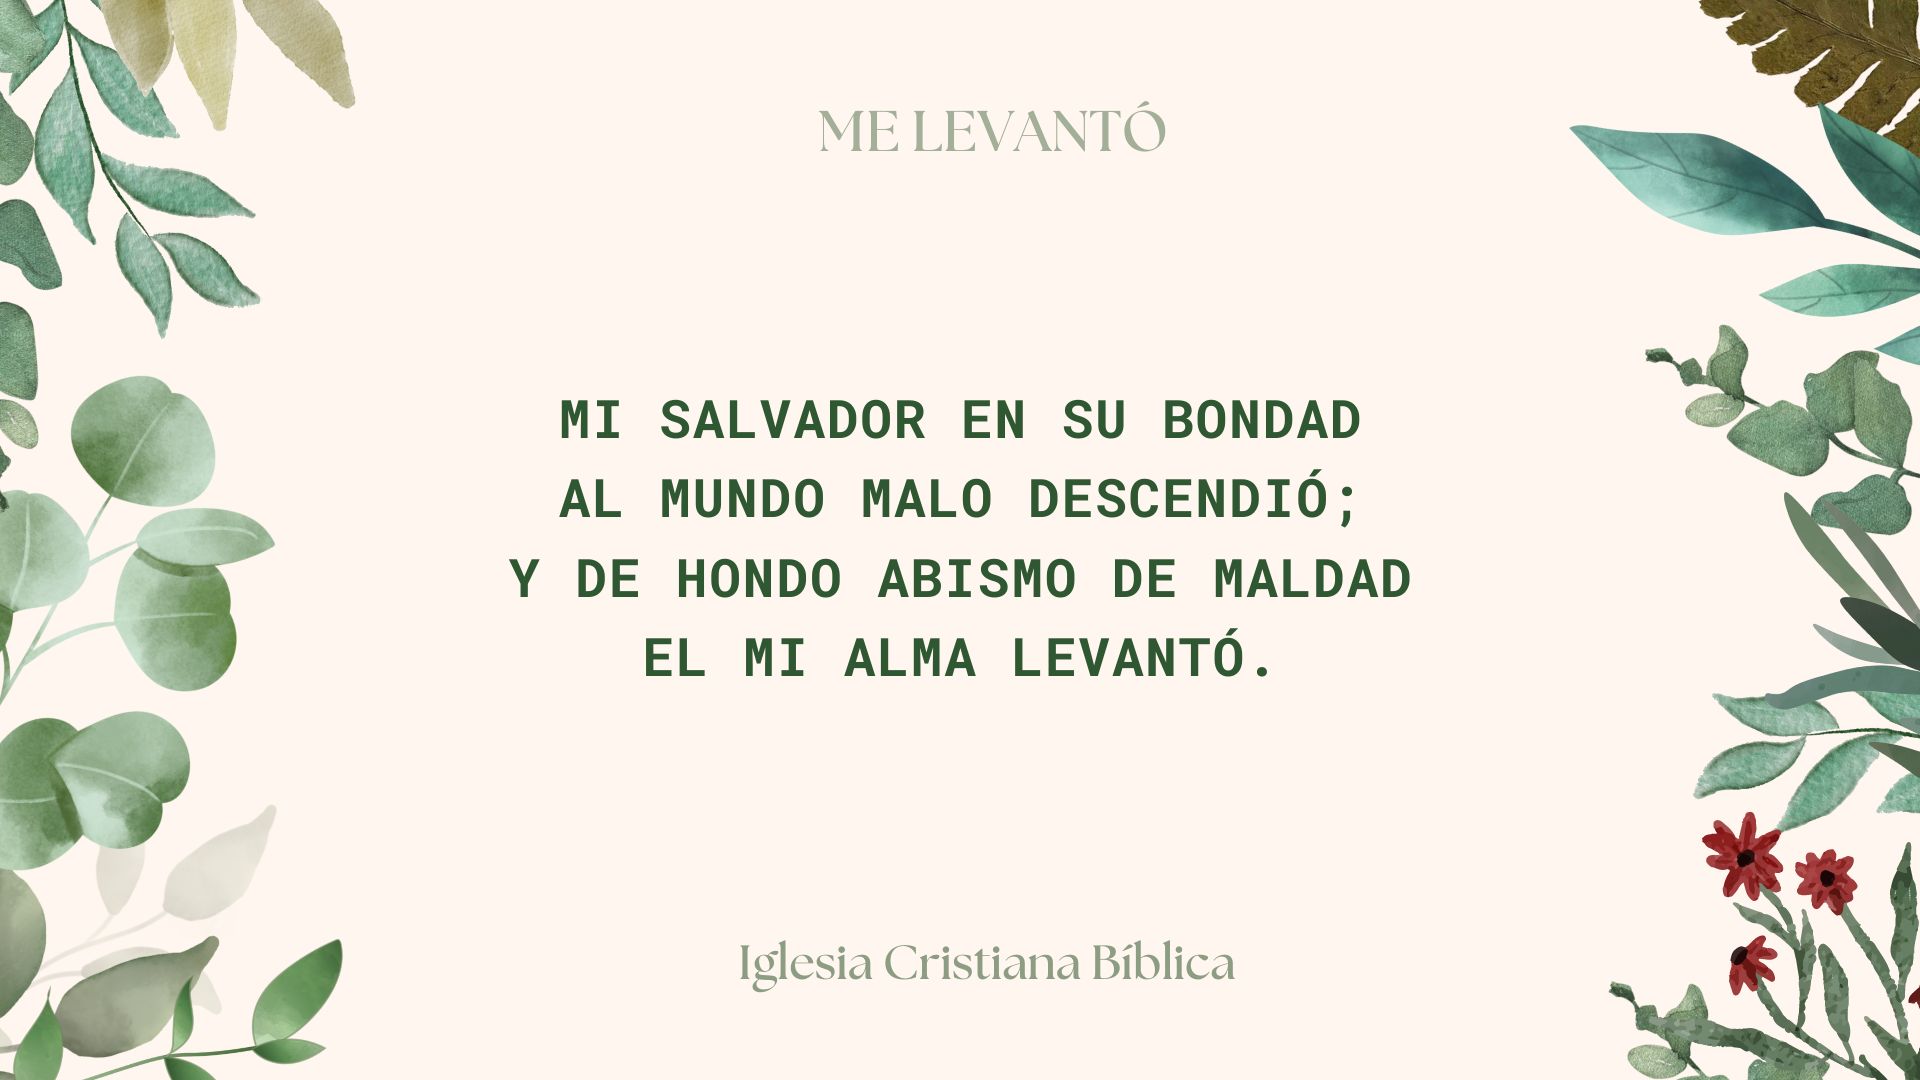 ME LEVANTÓ
MI SALVADOR EN SU BONDAD
AL MUNDO MALO DESCENDIÓ;
Y DE HONDO ABISMO DE MALDAD
EL MI ALMA LEVANTÓ.
Iglesia Cristiana Bíblica